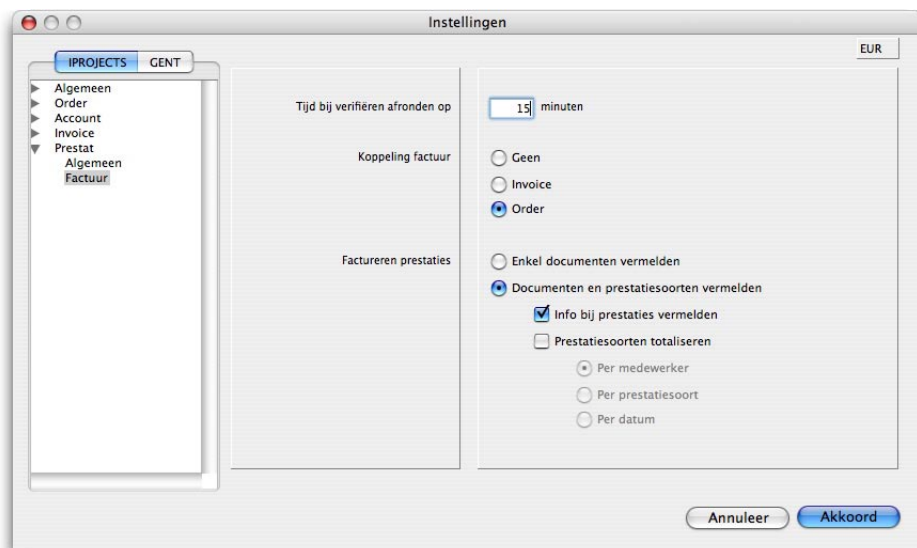 Instellingen
EUR
IPROJECTS GENT
Algemeen
Order
Account
Invoice
Prestat
Algemeen
Factuur
Tijd bij verifiëren afronden op 15 minuten
Koppeling factuur Geen
Invoice
Order
Factureren prestaties Enkel documenten vermelden
Documenten en prestatiesoorten vermelden
Info bij prestaties vermelden
Prestatiesoorten totaliseren
Per medewerker
Per prestatiesoort
Per datum
Annuleer Akkoord